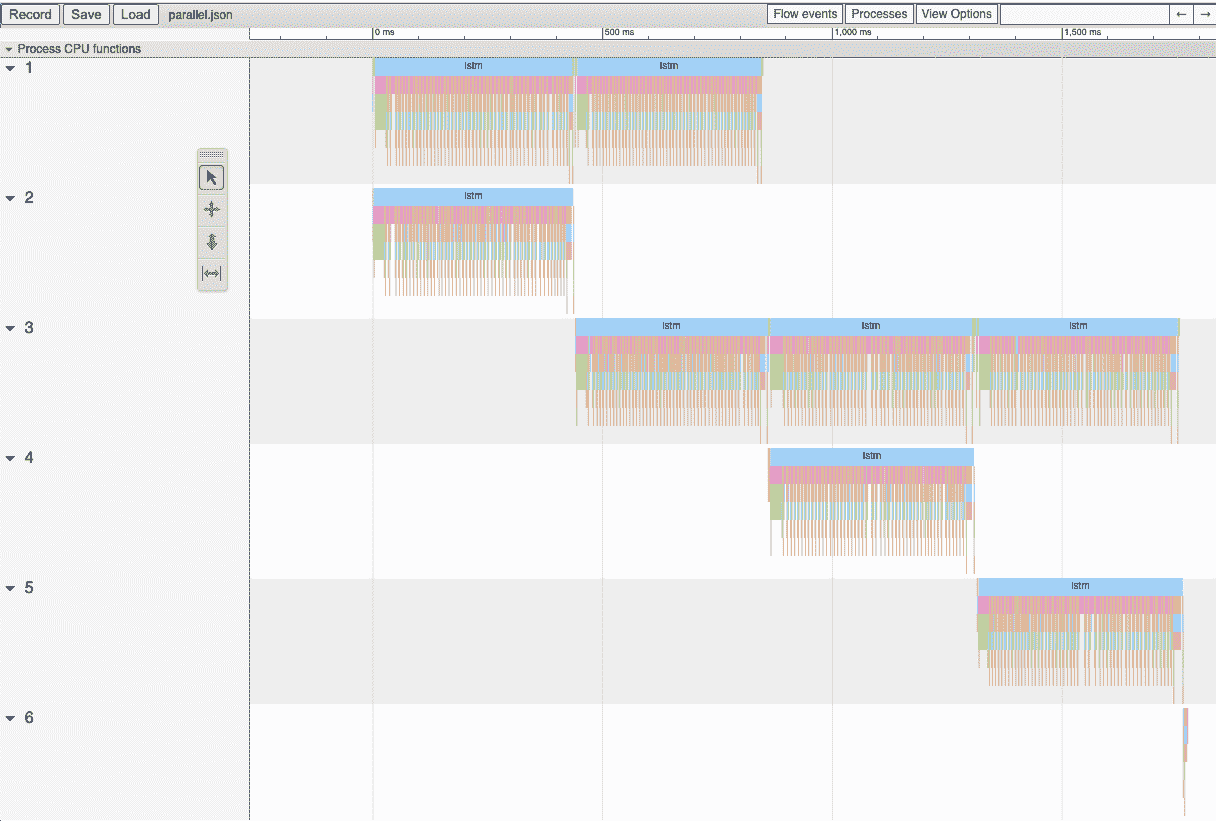 Record Save Load parallel.json Flow events Processes View Options ← →
0 ms 500 ms 1,000 ms 1,500 ms
Process CPU functions
1 lstm lstm
2 lstm
3 lstm lstm lstm
4 lstm
5 lstm
6